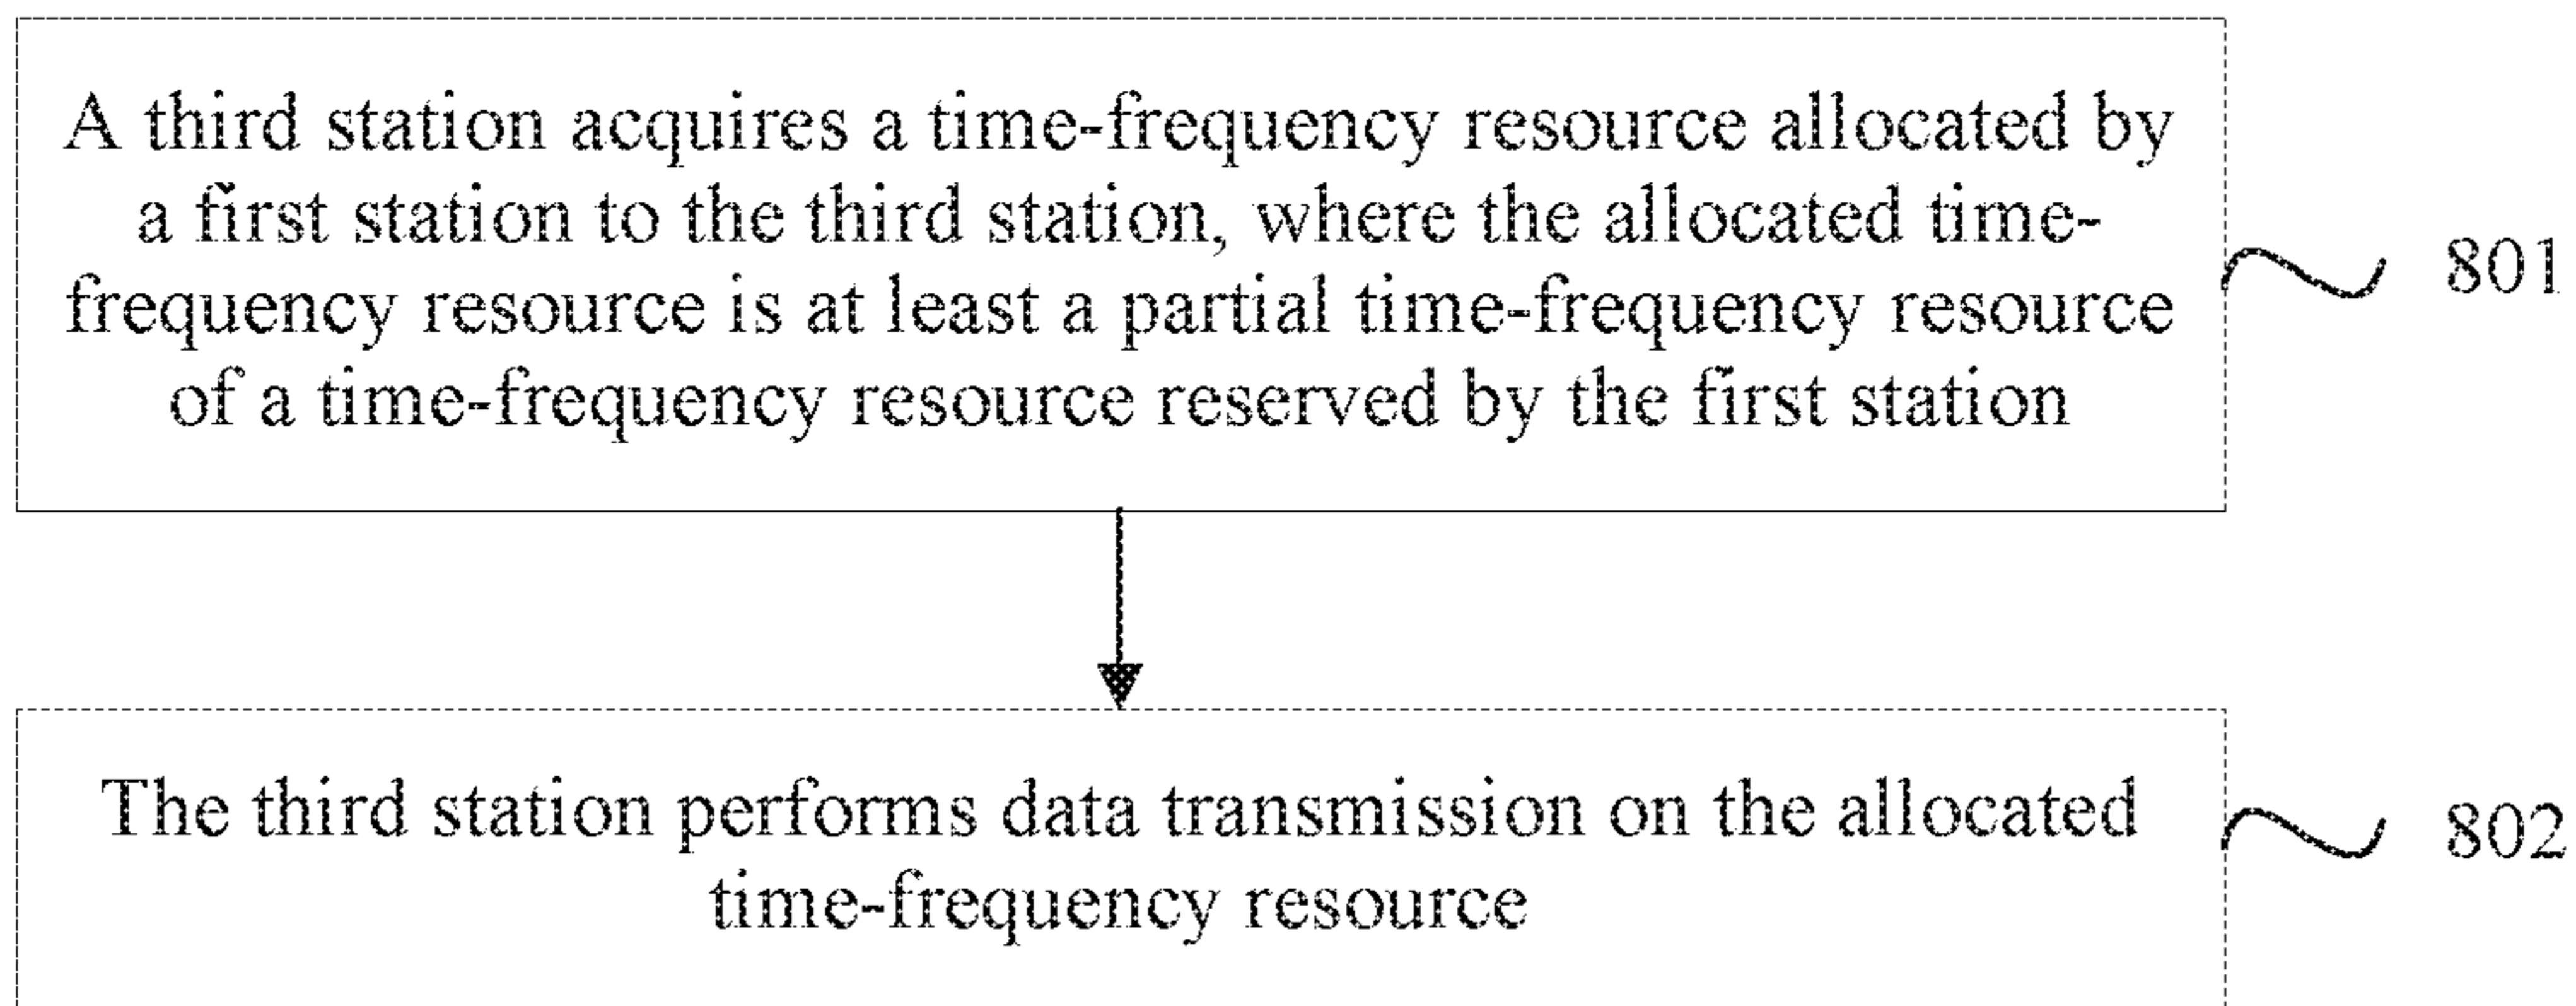 A third station acquires a time-frequency resource allocated by
a first station to the third station, where the allocated time-
frequency resource is at least a partial time-frequency resource
of a time-frequency resource reserved by the first station
801
The third station performs data transmission on the allocated
time-frequency resource
802